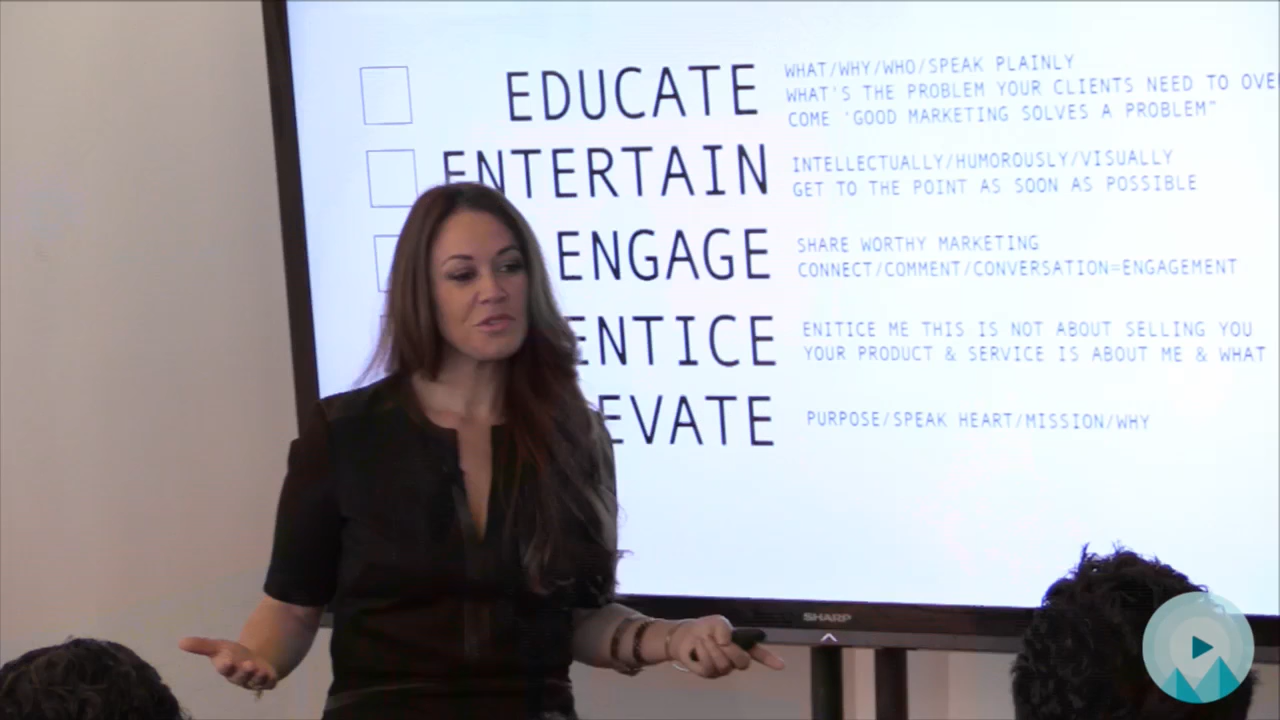 EDUCATE
WHAT/WHY/WHO/SPEAK PLAINLY
WHAT'S THE PROBLEM YOUR CLIENTS NEED TO OVE
COME 'GOOD MARKETING SOLVES A PROBLEM"
ENTERTAIN
INTELLECTUALLY/HUMOROUSLY/VISUALLY
GET TO THE POINT AS SOON AS POSSIBLE
ENGAGE
SHARE WORTHY MARKETING
CONNECT/COMMENT/CONVERSATION=ENGAGEMENT
ENTICE
ENITICE ME THIS IS NOT ABOUT SELLING YOU
YOUR PRODUCT & SERVICE IS ABOUT ME & WHAT
EVATE
PURPOSE/SPEAK HEART/MISSION/WHY
SHARP